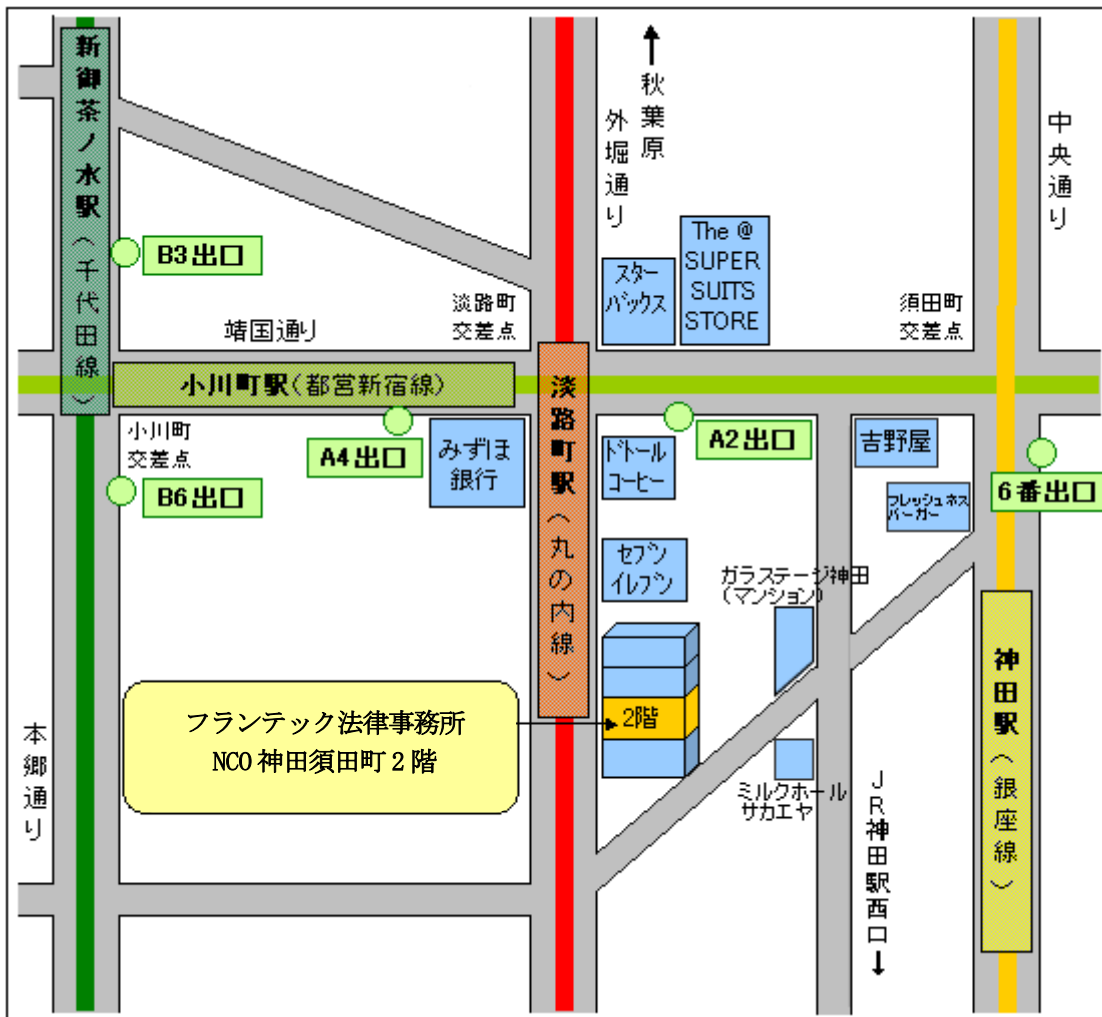 新御茶ノ水駅（千代田線）
↑秋葉原
外堀通り
中央通り
B3出口
The @
SUPER
SUITS
STORE
スター
バックス
淡路町
交差点
須田町
交差点
靖国通り
小川町駅（都営新宿線）
淡路町駅（丸の内線）
小川町
交差点
A4出口
みずほ
銀行
ドトール
コーヒー
A2出口
吉野屋
6番出口
B6出口
フレッシュネス
バーガー
セブン
イレブン
ガラステージ神田
（マンション）
神田駅（銀座線）
フランテック法律事務所
NCO 神田須田町 2 階
2階
本郷通り
ミルクホール
サカエヤ
JR神田駅西口↓